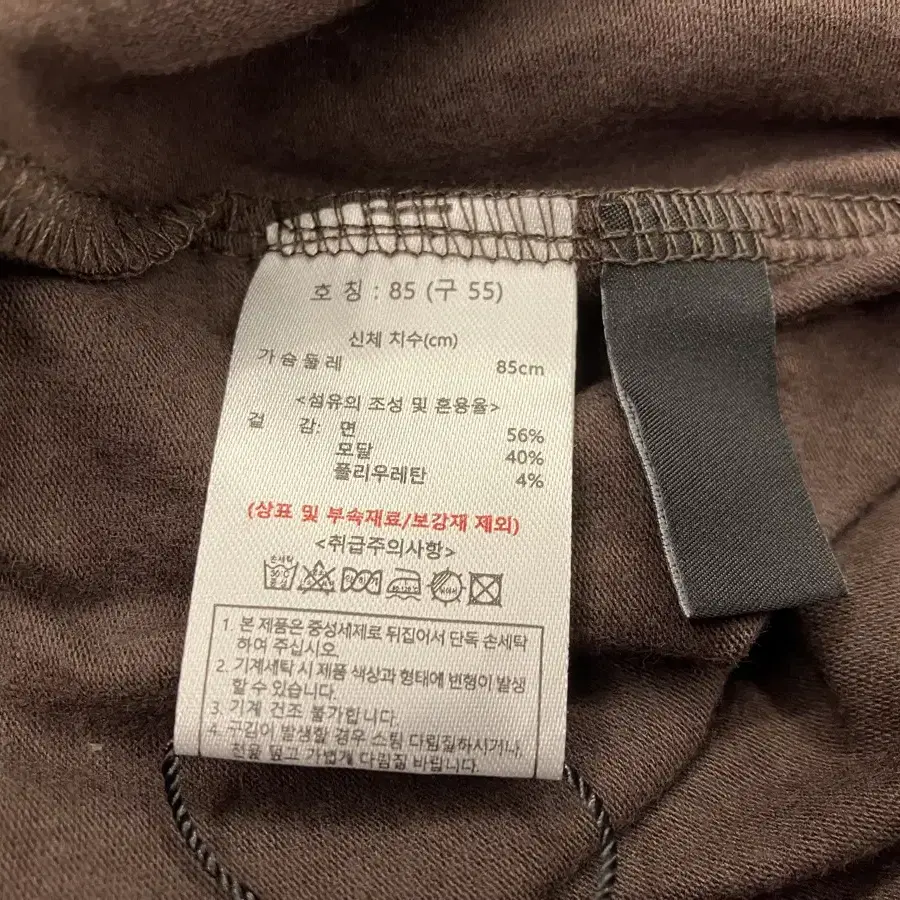 호 칭 : 85 (구 55)
신체 치수(cm)
가 슴 둘 레 85cm
<섬유의 조성 및 혼용율>
겉 감: 면 56%
모달 40%
폴리우레탄 4%
(상표 및 부속재료/보강재 제외)
<취급주의사항>
손세탁
30°C
중성
1. 본 제품은 중성세제로 뒤집어서 단독 손세탁
하여 주십시오.
2. 기계세탁 시 제품 색상과 형태에 변형이 발생
할 수 있습니다.
3. 기계 건조 불가합니다.
4. 구김이 발생할 경우 스팀 다림질하시거나,
천을 덮고 가볍게 다림질 바랍니다.